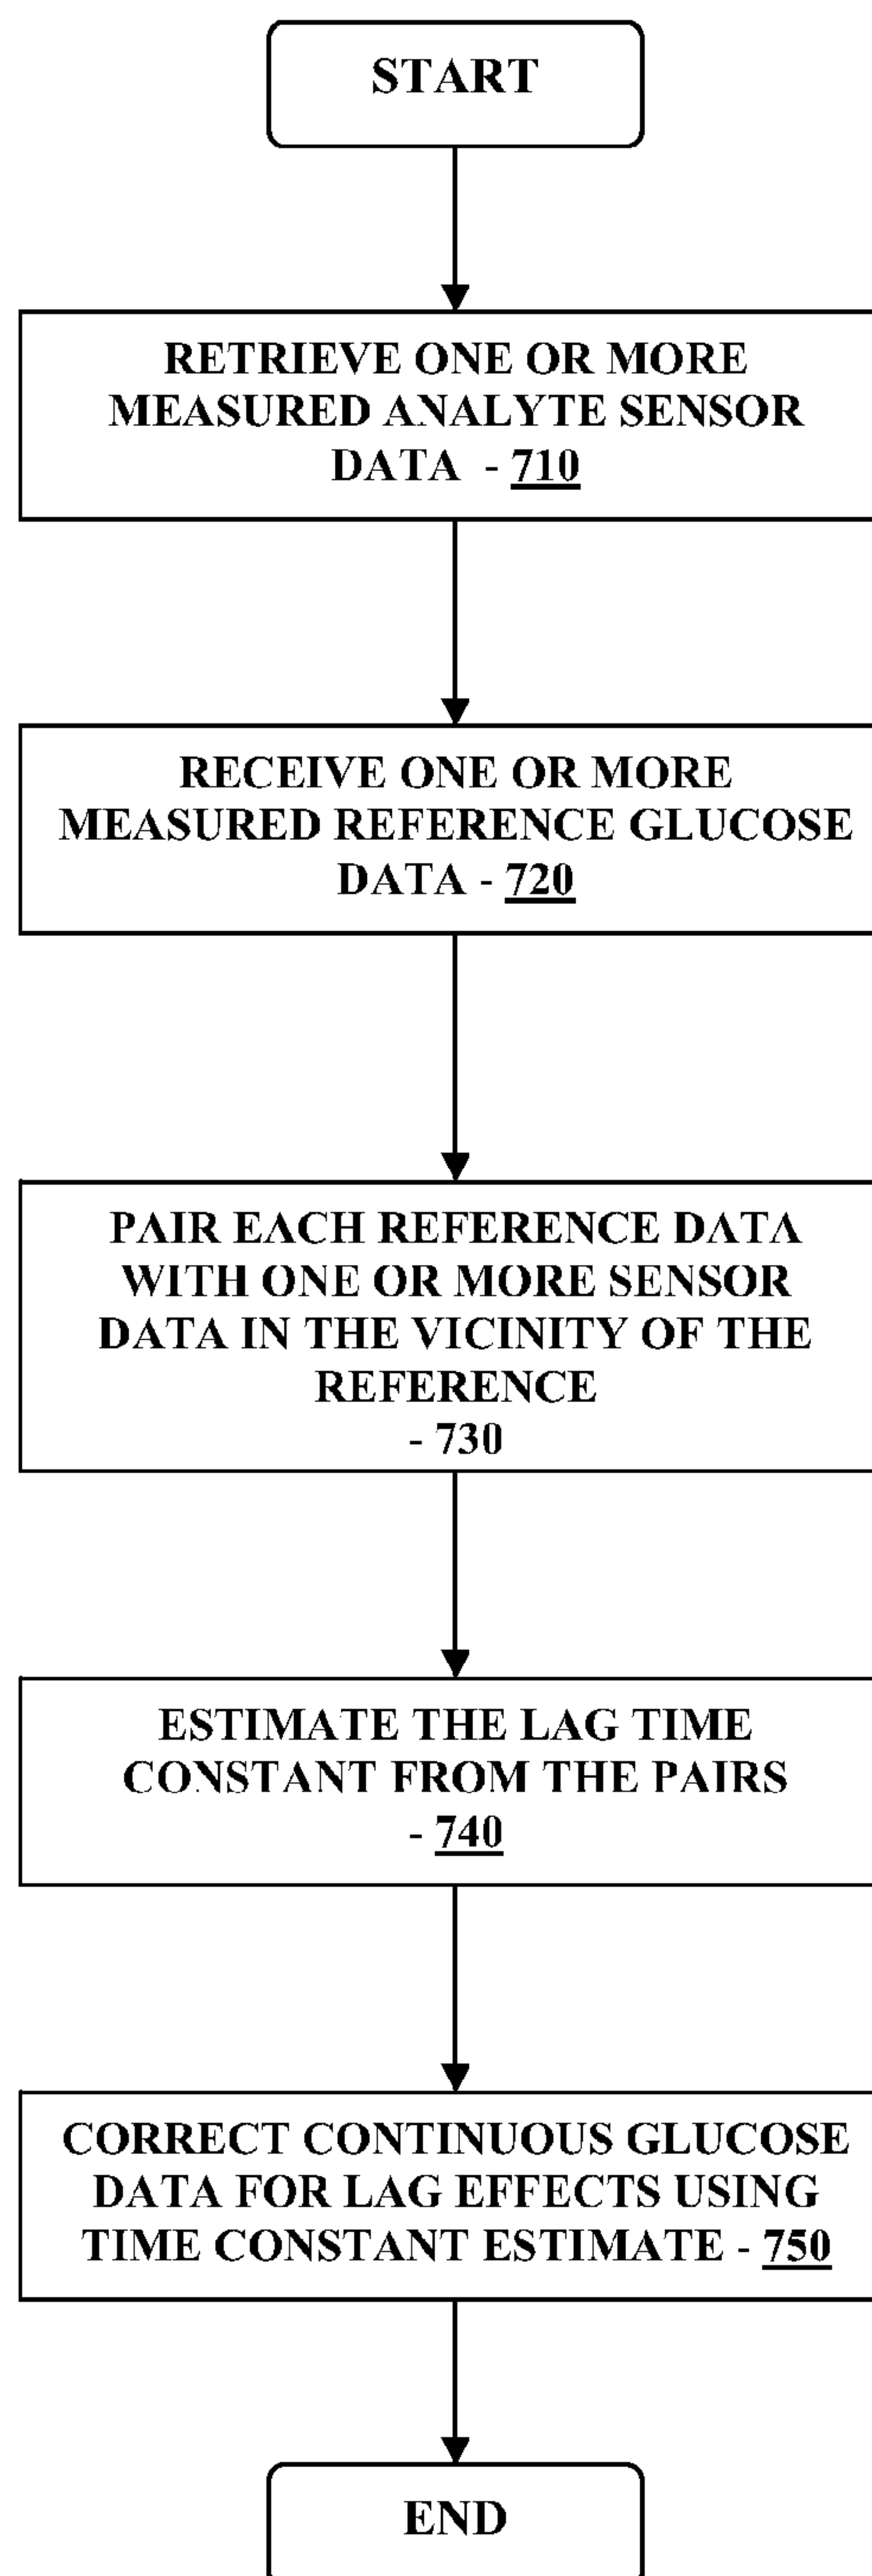 START
RETRIEVE ONE OR MORE
MEASURED ANALYTE SENSOR
DATA - 710
RECEIVE ONE OR MORE
MEASURED REFERENCE GLUCOSE
DATA - 720
PAIR EACH REFERENCE DATA
WITH ONE OR MORE SENSOR
DATA IN THE VICINITY OF THE
REFERENCE
- 730
ESTIMATE THE LAG TIME
CONSTANT FROM THE PAIRS
- 740
CORRECT CONTINUOUS GLUCOSE
DATA FOR LAG EFFECTS USING
TIME CONSTANT ESTIMATE - 750
END